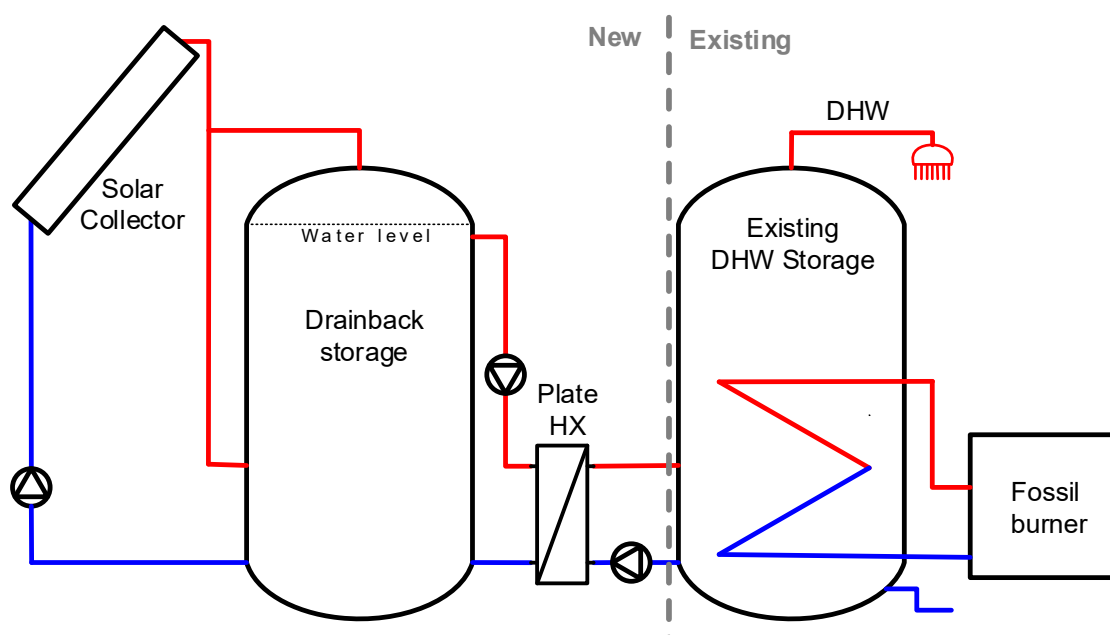 New
Existing
DHW
Solar
Collector
Water level
Existing
DHW Storage
Drainback
storage
Plate
HX
Fossil
burner